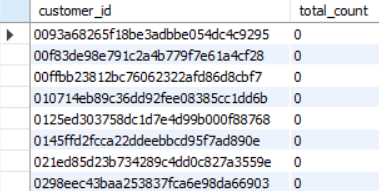 customer_id total_count
0093a68265f18be3adbbe054dc4c9295 0
00f83de98e791c2a4b779f7e61a4cf28 0
00ffbb23812bc76062322afd86d8cbf7 0
010714eb89c36dd92fee08385cc1dd6b 0
0125ed303758dc1d7e4d99b000f88768 0
0145ffd2fcca22ddeebbcd95f7ad890e 0
021ed85d23b734289c4dd0c827a3559e 0
0298eec43baa253837fca6e98da66903 0